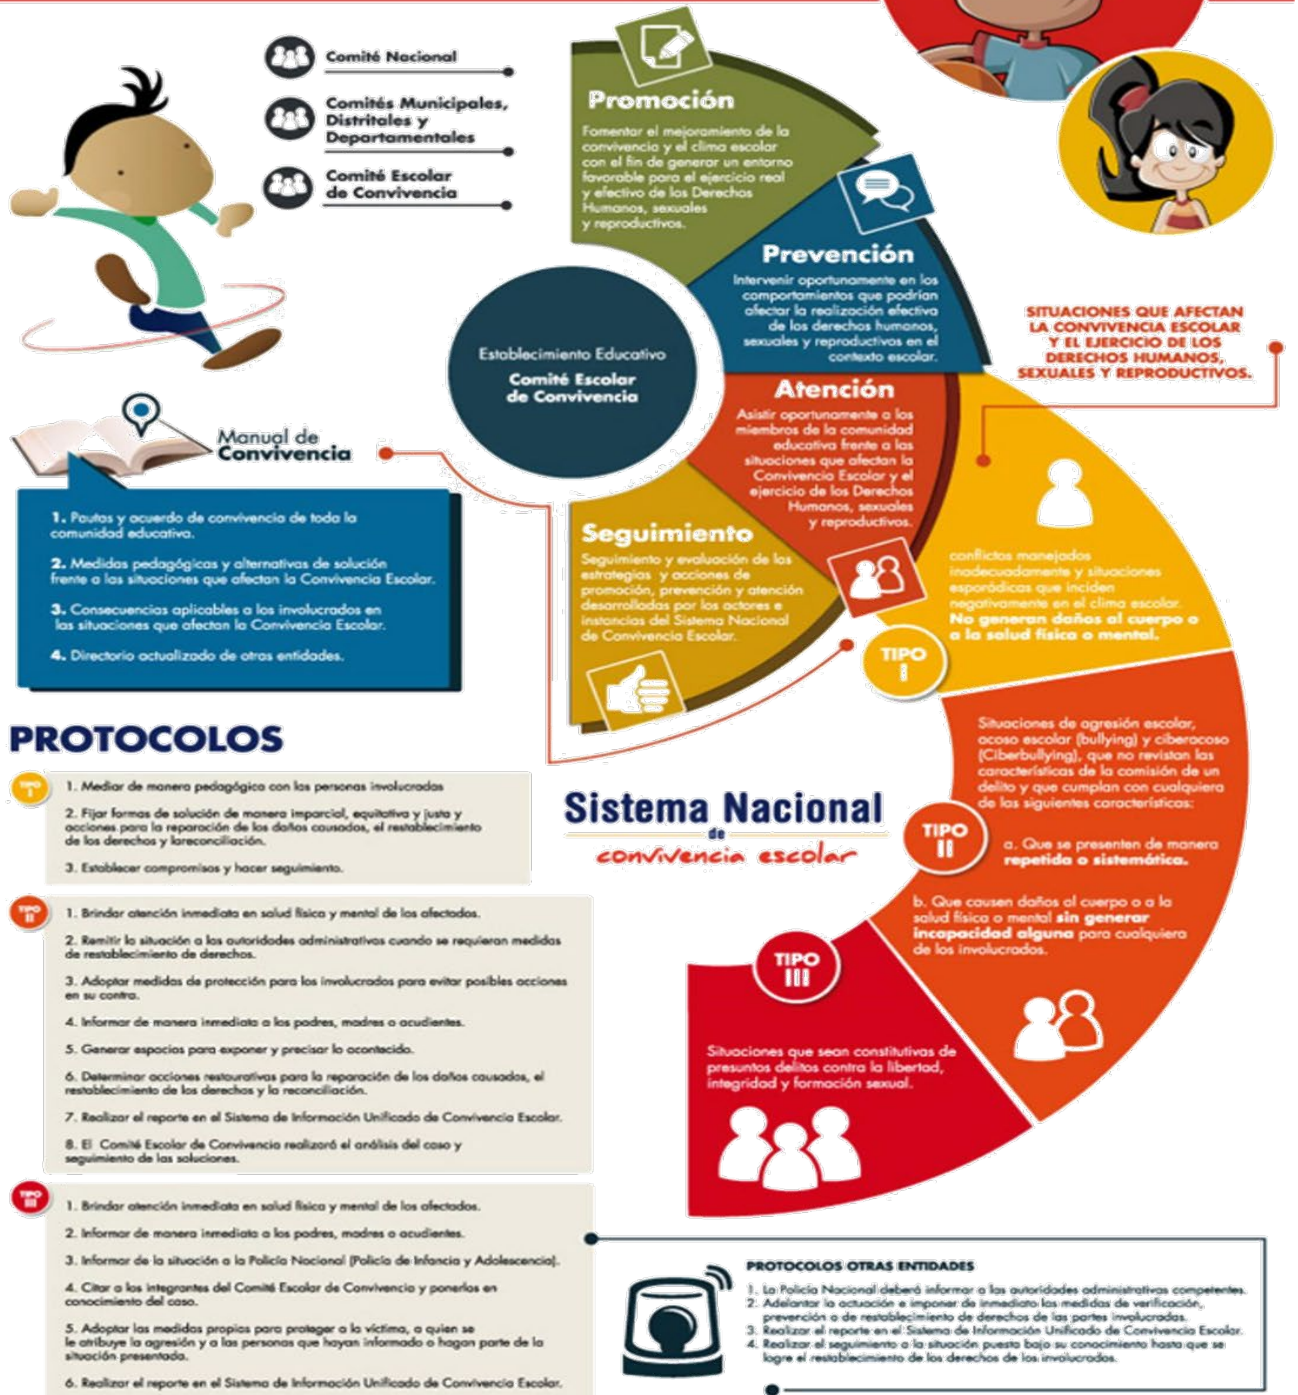 Comité Nacional
Comités Municipales,
Distritales y
Departamentales
Comité Escolar
de Convivencia
Promoción
Fomentar el mejoramiento de la
convivencia y el clima escolar
con el fin de generar un entorno
favorable para el ejercicio real
y efectivo de los Derechos
Humanos, sexuales
y reproductivos.
Prevención
Intervenir oportunamente en los
comportamientos que podrían
afectar la realización efectiva
de los derechos humanos,
sexuales y reproductivos en el
contexto escolar.
Establecimiento Educativo
Comité Escolar
de Convivencia
Atención
Asistir oportunamente a los
miembros de la comunidad
educativa frente a las
situaciones que afectan la
Convivencia Escolar y el
ejercicio de los Derechos
Humanos, sexuales
y reproductivos.
Seguimiento
Seguimiento y evaluación de las
estrategias y acciones de
promoción, prevención y atención
desarrolladas por los actores e
instancias del Sistema Nacional
de Convivencia Escolar.
SITUACIONES QUE AFECTAN
LA CONVIVENCIA ESCOLAR
Y EL EJERCICIO DE LOS
DERECHOS HUMANOS,
SEXUALES Y REPRODUCTIVOS.
Manual de
Convivencia
1. Pautas y acuerdo de convivencia de toda la
comunidad educativa.
2. Medidas pedagógicas y alternativas de solución
frente a las situaciones que afectan la Convivencia Escolar.
3. Consecuencias aplicables a los involucrados en
las situaciones que afectan la Convivencia Escolar.
4. Directorio actualizado de otras entidades.
conflictos manejados
inadecuadamente y situaciones
esporádicas que inciden
negativamente en el clima escolar.
No generan daños al cuerpo o
a la salud física o mental.
TIPO
I
Situaciones de agresión escolar,
acoso escolar (bullying) y ciberacoso
(Ciberbullying), que no revistan las
características de la comisión de un
delito y que cumplan con cualquiera
de las siguientes características:
TIPO
II
a. Que se presenten de manera
repetida o sistemática.
b. Que causen daños al cuerpo o a la
salud física o mental sin generar
incapacidad alguna para cualquiera
de los involucrados.
TIPO
III
Situaciones que sean constitutivas de
presuntos delitos contra la libertad,
integridad y formación sexual.
Sistema Nacional
de
convivencia escolar
PROTOCOLOS
TIPO
I
1. Mediar de manera pedagógica con las personas involucradas
2. Fijar formas de solución de manera imparcial, equitativa y justa y
acciones para la reparación de los daños causados, el restablecimiento
de los derechos y lareconciliación.
3. Establecer compromisos y hacer seguimiento.
TIPO
II
1. Brindar atención inmediata en salud física y mental de los afectados.
2. Remitir la situación a las autoridades administrativas cuando se requieran medidas
de restablecimiento de derechos.
3. Adoptar medidas de protección para los involucrados para evitar posibles acciones
en su contra.
4. Informar de manera inmediata a los padres, madres o acudientes.
5. Generar espacios para exponer y precisar lo acontecido.
6. Determinar acciones restaurativas para la reparación de los daños causados, el
restablecimiento de los derechos y la reconciliación.
7. Realizar el reporte en el Sistema de Información Unificado de Convivencia Escolar.
8. El Comité Escolar de Convivencia realizará el análisis del caso y
seguimiento de las soluciones.
TIPO
III
1. Brindar atención inmediata en salud física y mental de los afectados.
2. Informar de manera inmediata a los padres, madres o acudientes.
3. Informar de la situación a la Policía Nacional (Policía de Infancia y Adolescencia).
4. Citar a los integrantes del Comité Escolar de Convivencia y ponerlos en
conocimiento del caso.
5. Adoptar las medidas propias para proteger a la víctima, a quien se
le atribuye la agresión y a las personas que hayan informado o hagan parte de la
situación presentada.
6. Realizar el reporte en el Sistema de Información Unificado de Convivencia Escolar.
PROTOCOLOS OTRAS ENTIDADES
1. La Policía Nacional deberá informar a las autoridades administrativas competentes.
2. Adelantar la actuación e imponer de inmediato las medidas de verificación,
prevención o de restablecimiento de derechos de las partes involucradas.
3. Realizar el reporte en el Sistema de Información Unificado de Convivencia Escolar.
4. Realizar el seguimiento a la situación puesta bajo su conocimiento hasta que se
logre el restablecimiento de los derechos de los involucrados.